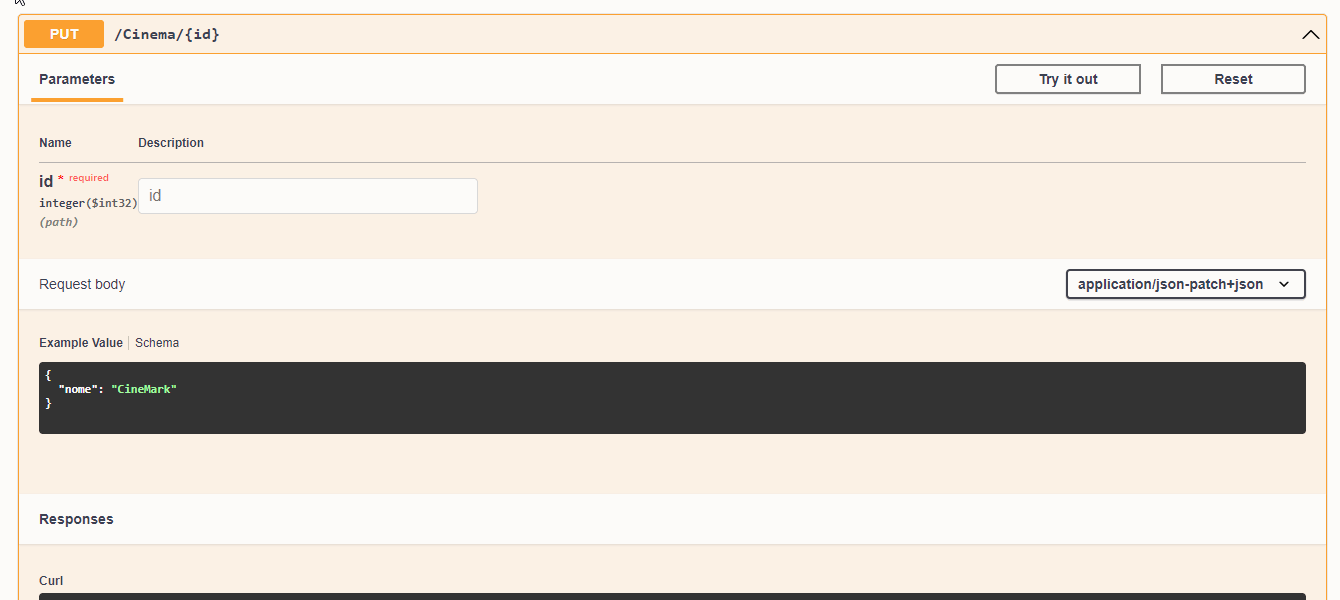 PUT /Cinema/{id}
Parameters
Try it out
Reset
Name Description
id * required
integer($int32)
(path)
id
Request body
application/json-patch+json
Example Value Schema
{
"nome": "CineMark"
}
Responses
Curl